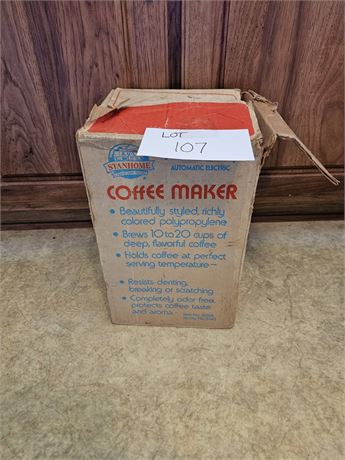 LOT
107
STANHOME
AUTOMATIC ELECTRIC
COFFEE MAKER
• Beautifully styled, richly
colored polypropylene
• Brews 10 to 20 cups of
deep, flavorful coffee
• Holds coffee at perfect
serving temperature —
• Resists denting,
breaking or scratching
• Completely odor free,
protects coffee taste
and aroma -